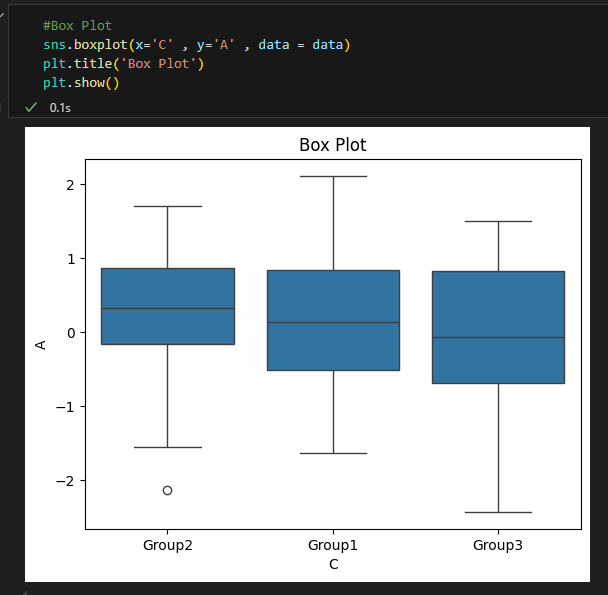 #Box Plot
sns.boxplot(x='C' , y='A' , data = data)
plt.title('Box Plot')
plt.show()
0.1s
Box Plot
2
1
0
−1
−2
A
Group2 Group1 Group3
C